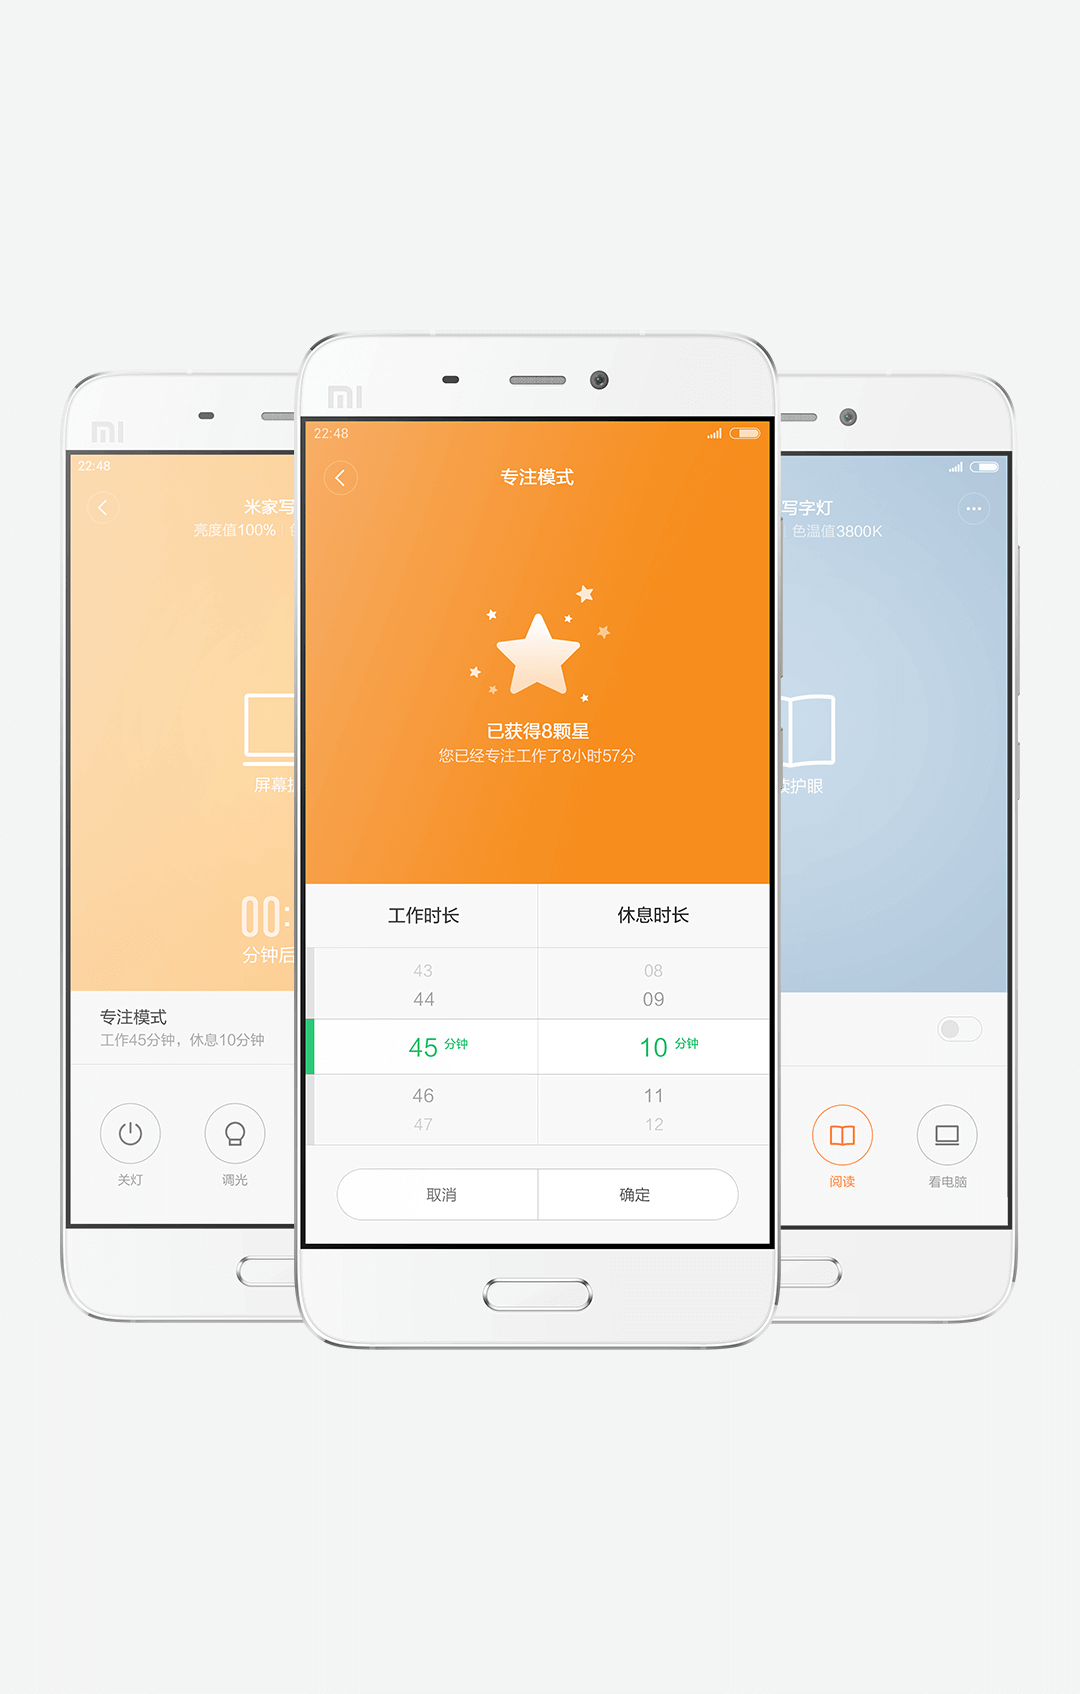 MI
22:48
米家写
亮度值100%
屏幕
00:
分钟后
专注模式
工作45分钟，休息10分钟
关灯
调光
MI
22:48
专注模式
已获得8颗星
您已经专注工作了8小时57分
工作时长 休息时长
43 08
44 09
45 分钟 10 分钟
46 11
47 12
取消 确定
写字灯
色温值3800K
护眼
阅读
看电脑